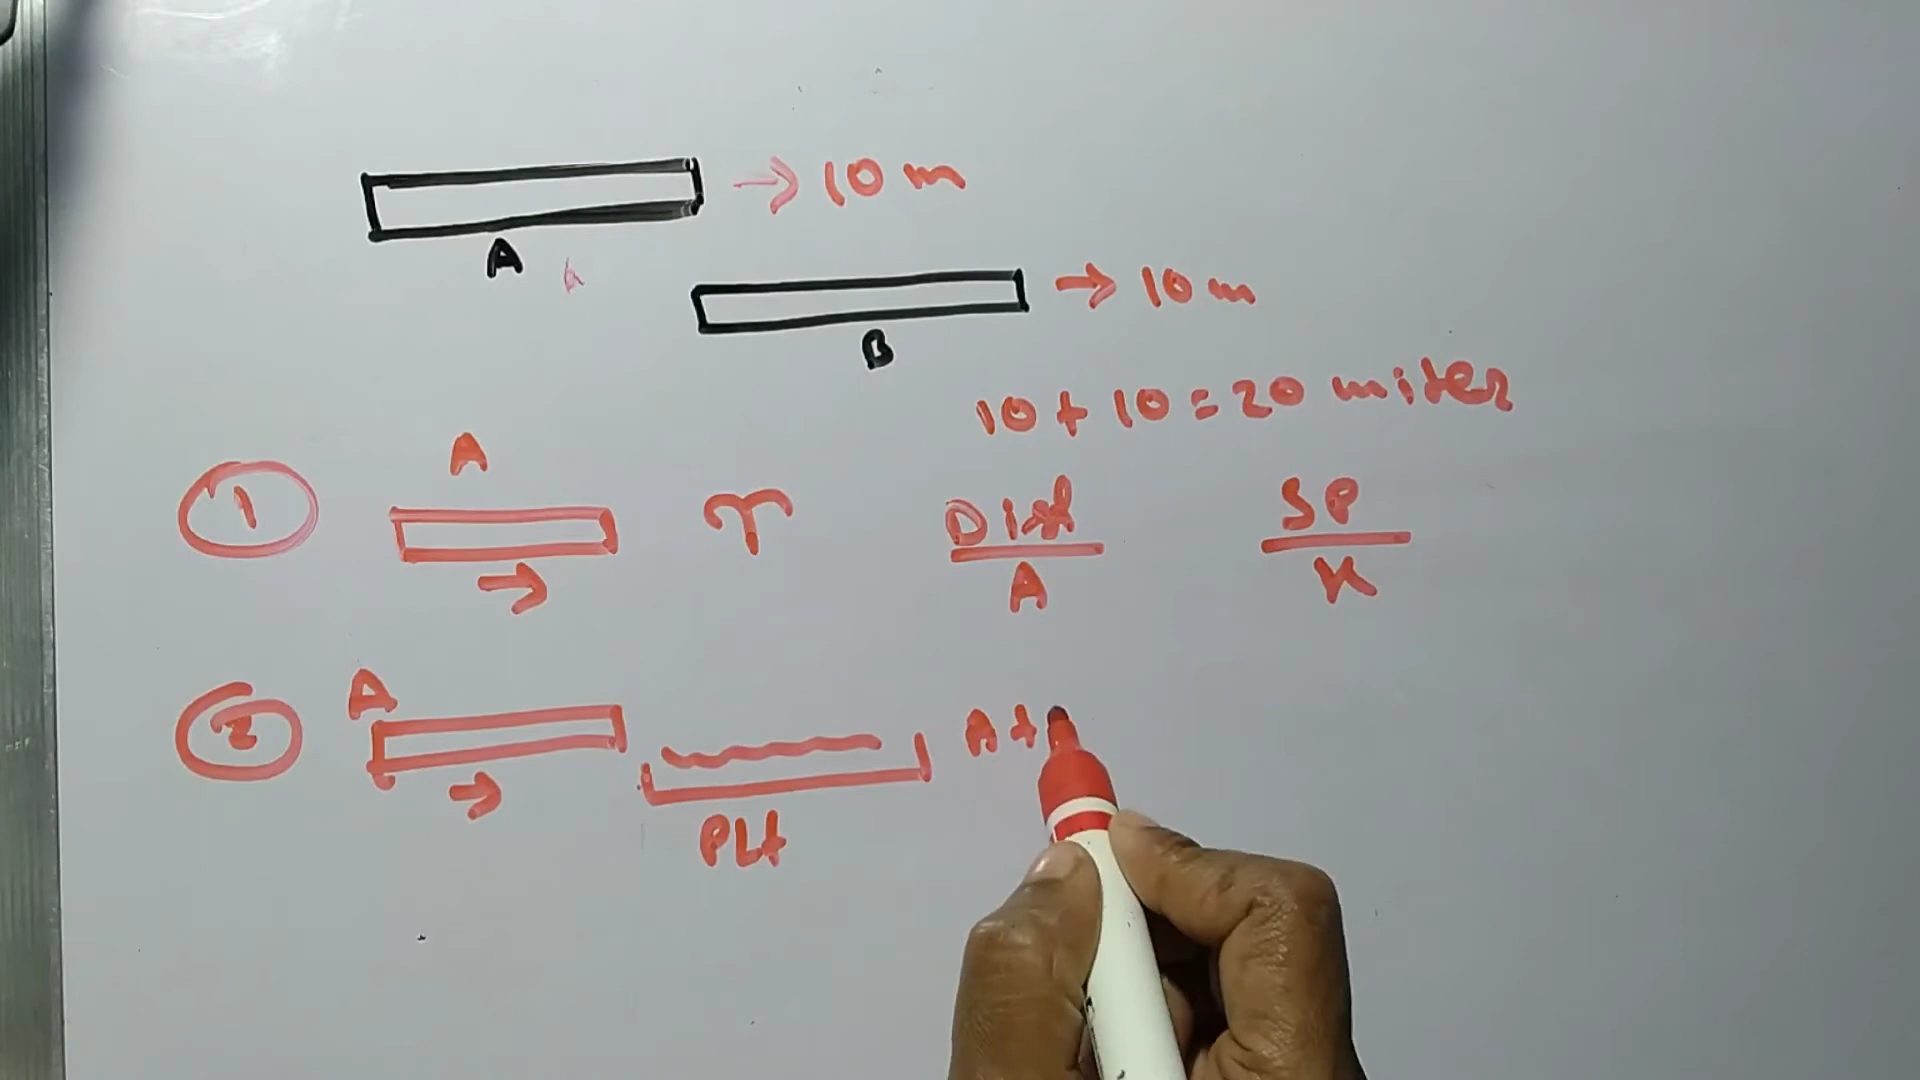 → 10 m
A
→ 10 m
B
10 + 10 = 20 miter
A
1 T Dist SP
→ A x
A
2 A +
→
PLt